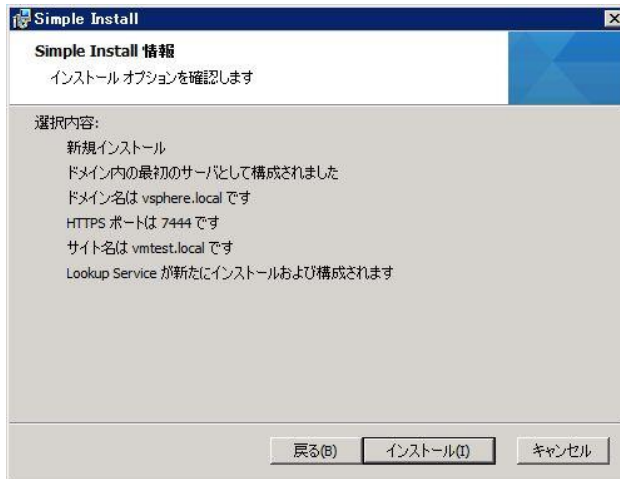 Simple Install
Simple Install 情報
インストール オプションを確認します
選択内容:
新規インストール
ドメイン内の最初のサーバとして構成されました
ドメイン名は vsphere.local です
HTTPS ポートは 7444 です
サイト名は vmtest.local です
Lookup Service が新たにインストールおよび構成されます
戻る(B)
インストール(I)
キャンセル